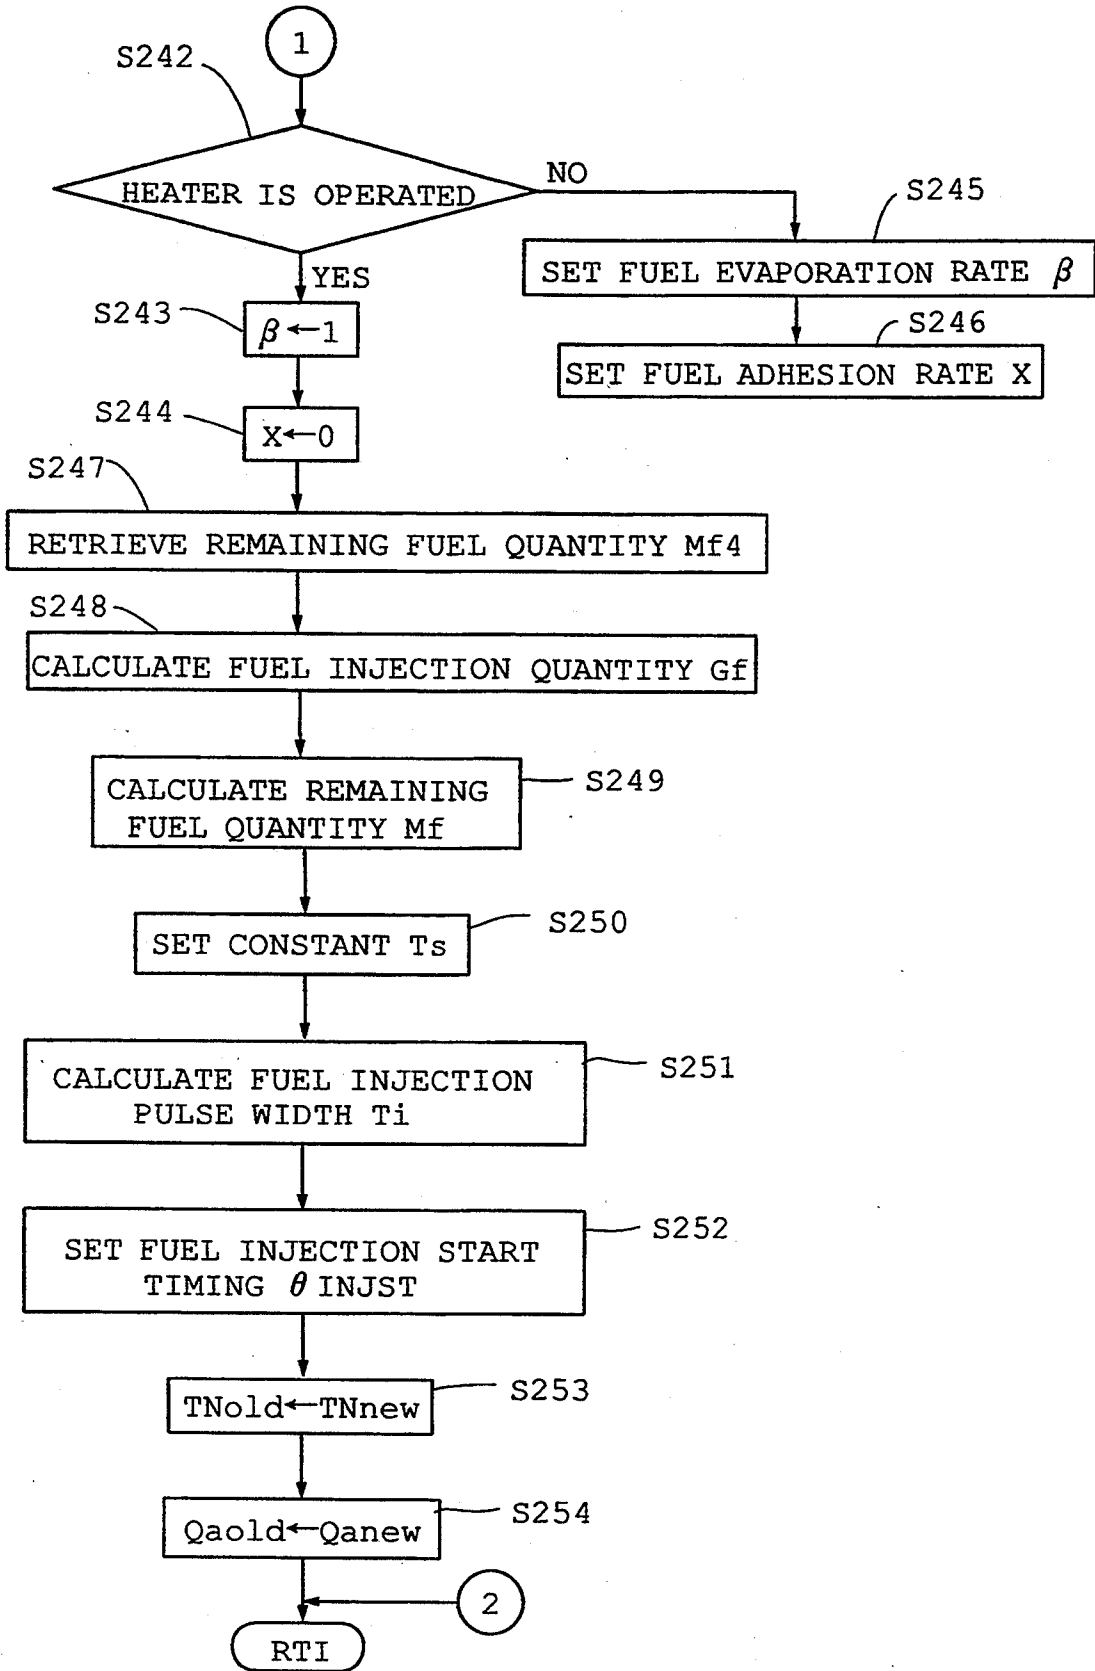 1
S242
HEATER IS OPERATED
NO
YES
S245
SET FUEL EVAPORATION RATE β
S243
β←1
S246
SET FUEL ADHESION RATE X
S244
X←0
S247
RETRIEVE REMAINING FUEL QUANTITY Mf4
S248
CALCULATE FUEL INJECTION QUANTITY Gf
S249
CALCULATE REMAINING
FUEL QUANTITY Mf
S250
SET CONSTANT Ts
S251
CALCULATE FUEL INJECTION
PULSE WIDTH Ti
S252
SET FUEL INJECTION START
TIMING θ INJST
S253
TNold←TNnew
S254
Qaold←Qanew
2
RTI